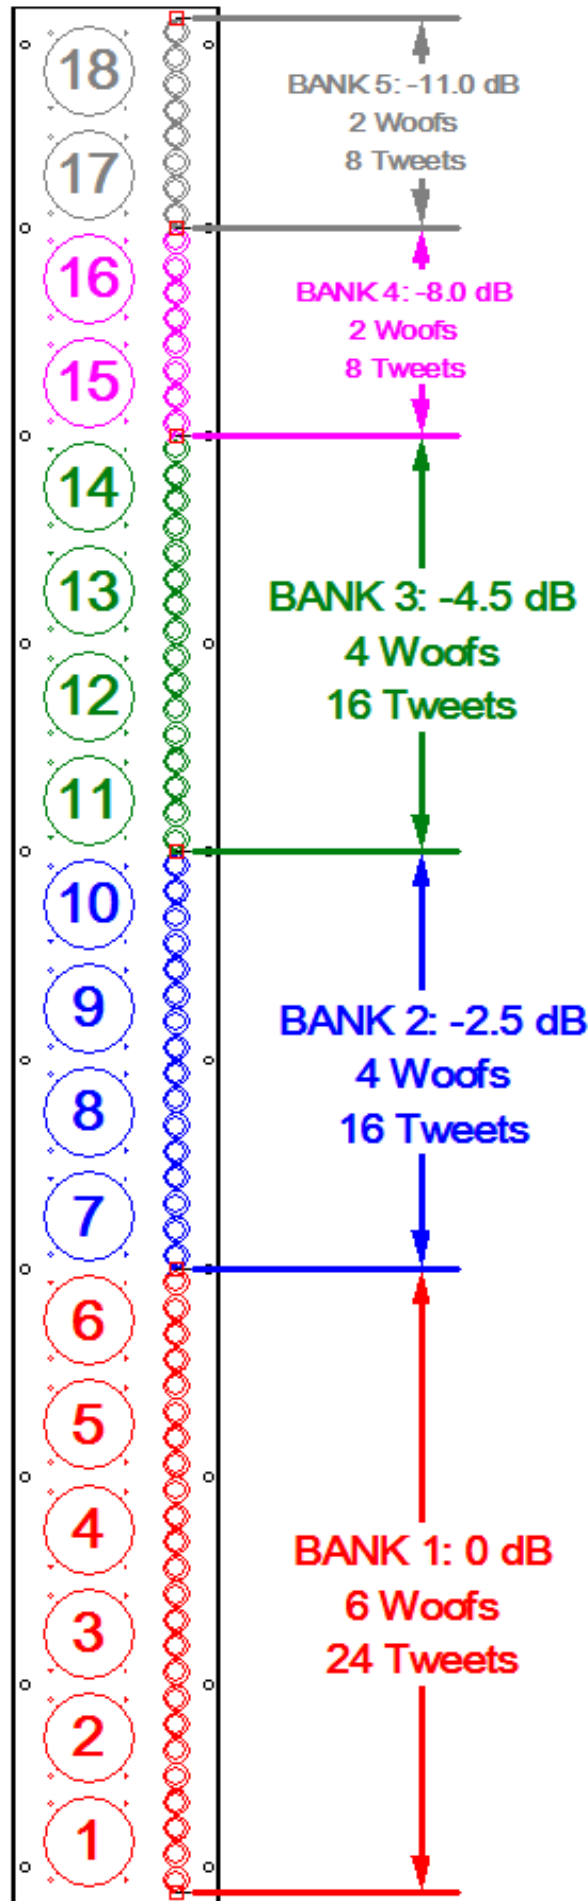 18
BANK 5: -11.0 dB
2 Woofs
8 Tweets
17
16
BANK 4: -8.0 dB
2 Woofs
8 Tweets
15
14
13
BANK 3: -4.5 dB
4 Woofs
16 Tweets
12
11
10
9
BANK 2: -2.5 dB
4 Woofs
16 Tweets
8
7
6
5
4
BANK 1: 0 dB
6 Woofs
24 Tweets
3
2
1